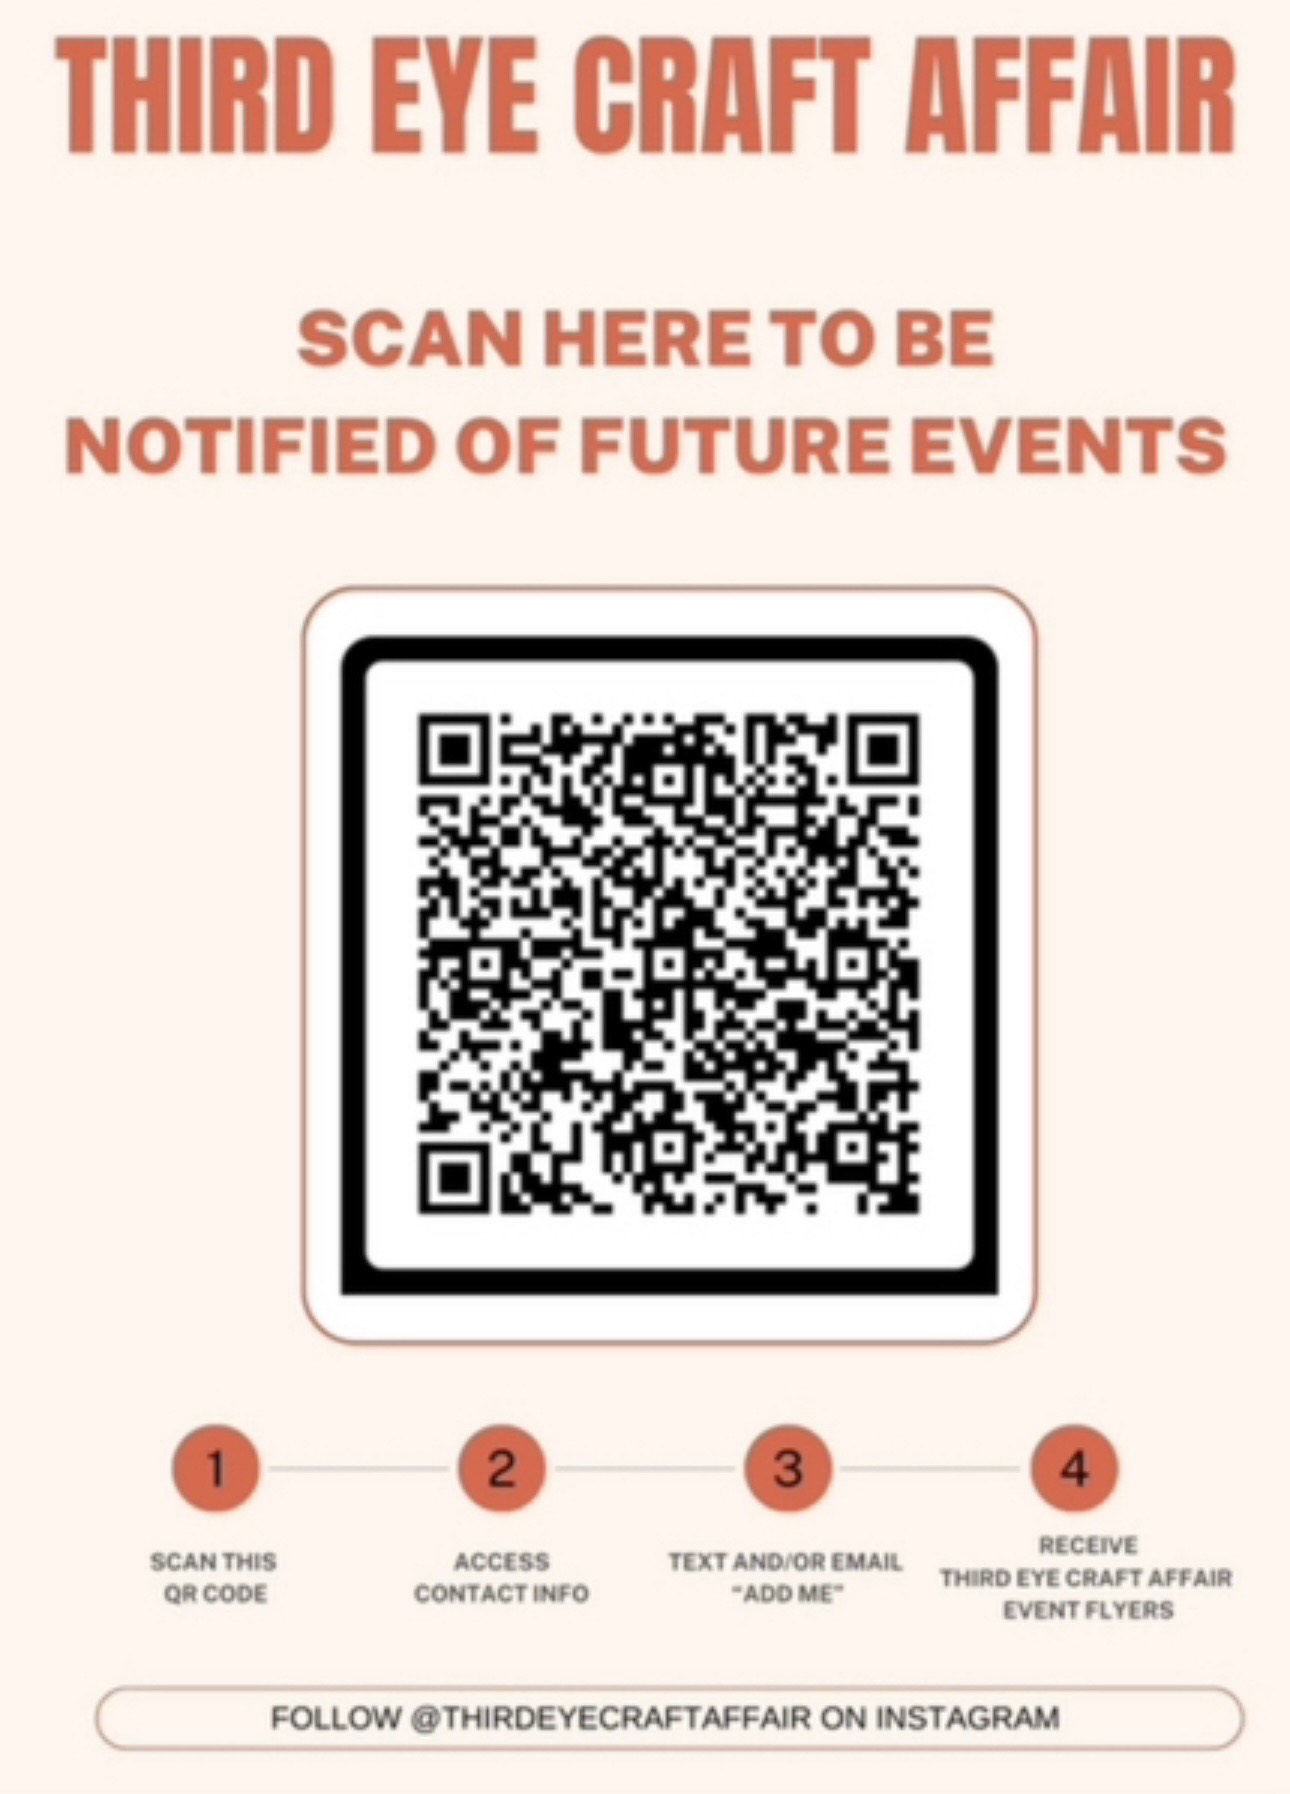 THIRD EYE CRAFT AFFAIR
SCAN HERE TO BE
NOTIFIED OF FUTURE EVENTS
1
2
3
4
SCAN THIS
QR CODE
ACCESS
CONTACT INFO
TEXT AND/OR EMAIL
“ADD ME”
RECEIVE
THIRD EYE CRAFT AFFAIR
EVENT FLYERS
FOLLOW @THIRDEYECRAFTAFFAIR ON INSTAGRAM